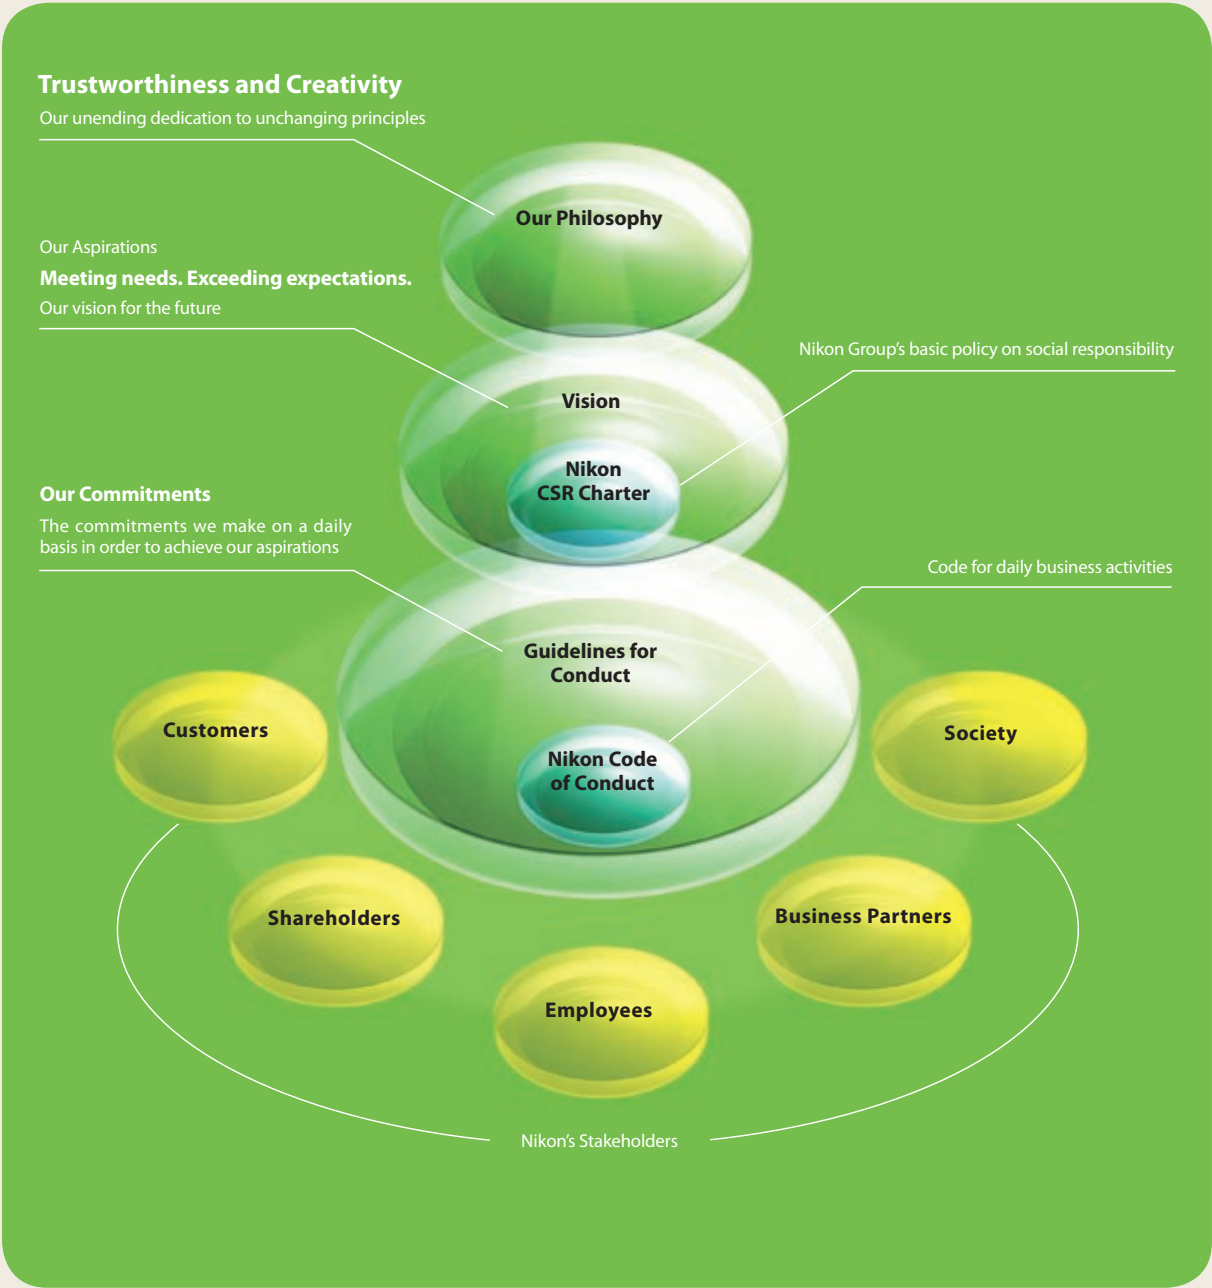 Trustworthiness and Creativity
Our unending dedication to unchanging principles
Our Philosophy
Our Aspirations
Meeting needs. Exceeding expectations.
Our vision for the future
Nikon Group’s basic policy on social responsibility
Vision
Nikon
CSR Charter
Our Commitments
The commitments we make on a daily
basis in order to achieve our aspirations
Code for daily business activities
Guidelines for
Conduct
Nikon Code
of Conduct
Customers
Society
Shareholders
Business Partners
Employees
Nikon’s Stakeholders